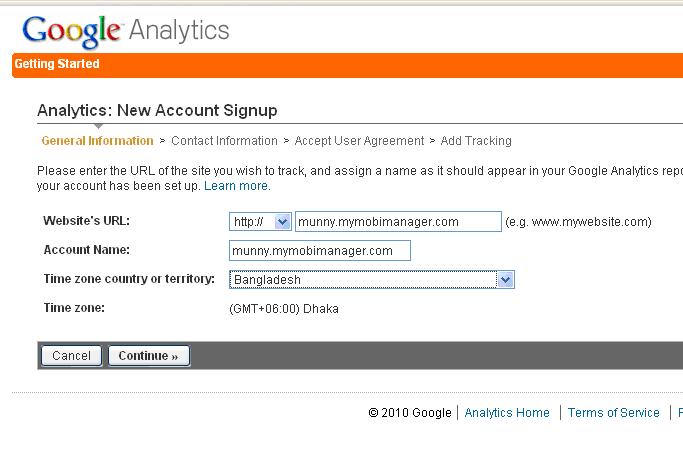 Google Analytics
Getting Started
Analytics: New Account Signup
General Information > Contact Information > Accept User Agreement > Add Tracking
Please enter the URL of the site you wish to track, and assign a name as it should appear in your Google Analytics
your account has been set up. Learn more.
Website's URL: http:// munny.mymobimanager.com (e.g. www.mywebsite.com)
Account Name: munny.mymobimanager.com
Time zone country or territory: Bangladesh
Time zone: (GMT+06:00) Dhaka
Cancel Continue »
© 2010 Google | Analytics Home | Terms of Service |